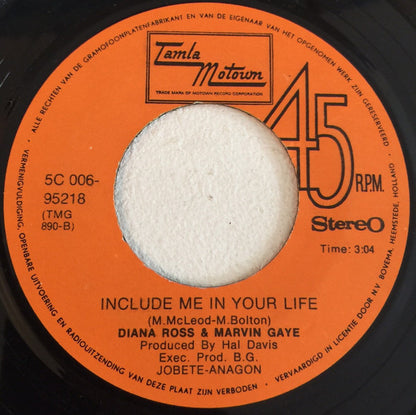 ALLE RECHTEN VAN DE GRAMOFOONPLATENFABRIKANT EN DE EIGENAAR VAN HET OPGENOMEN WERK ZIJN GERESERVEERD
Tamla
Motown
TRADE MARK OF MOTOWN RECORD CORPORATION
45
R.P.M.
5C 006-
95218
(TMG
890-B)
Stereo
Time: 3:04
INCLUDE ME IN YOUR LIFE
(M.McLeod-M.Bolton)
DIANA ROSS & MARVIN GAYE
Produced By Hal Davis
Exec. Prod. B.G.
JOBETE-ANAGON
VERMENIGVULDIGING, OPENBARE UITVOERING EN RADIOUITZENDING VAN DEZE PLAAT ZIJN VERBODEN
VERVAARDIGD IN LICENTIE DOOR N.V. BOVEMA, HEEMSTEDE, HOLLAND